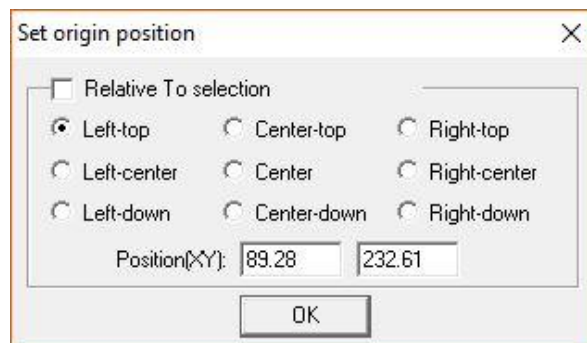 Set origin position
Relative To selection
Left-top Center-top Right-top
Left-center Center Right-center
Left-down Center-down Right-down
Position(XY): 89.28 232.61
OK